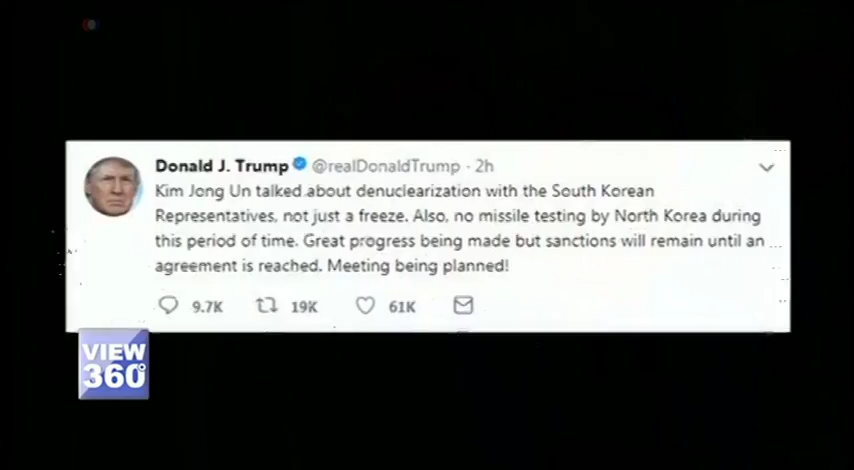 Donald J. Trump @realDonaldTrump · 2h
Kim Jong Un talked about denuclearization with the South Korean
Representatives, not just a freeze. Also, no missile testing by North Korea during
this period of time. Great progress being made but sanctions will remain until an
agreement is reached. Meeting being planned!
9.7K 19K 61K
VIEW
360°